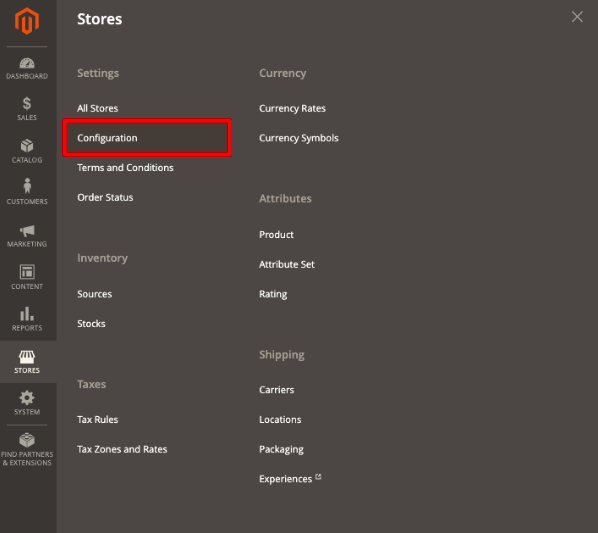 DASHBOARD
SALES
CATALOG
CUSTOMERS
MARKETING
CONTENT
REPORTS
STORES
SYSTEM
FIND PARTNERS
& EXTENSIONS
Stores
Settings
All Stores
Configuration
Terms and Conditions
Order Status
Inventory
Sources
Stocks
Taxes
Tax Rules
Tax Zones and Rates
Currency
Currency Rates
Currency Symbols
Attributes
Product
Attribute Set
Rating
Shipping
Carriers
Locations
Packaging
Experiences